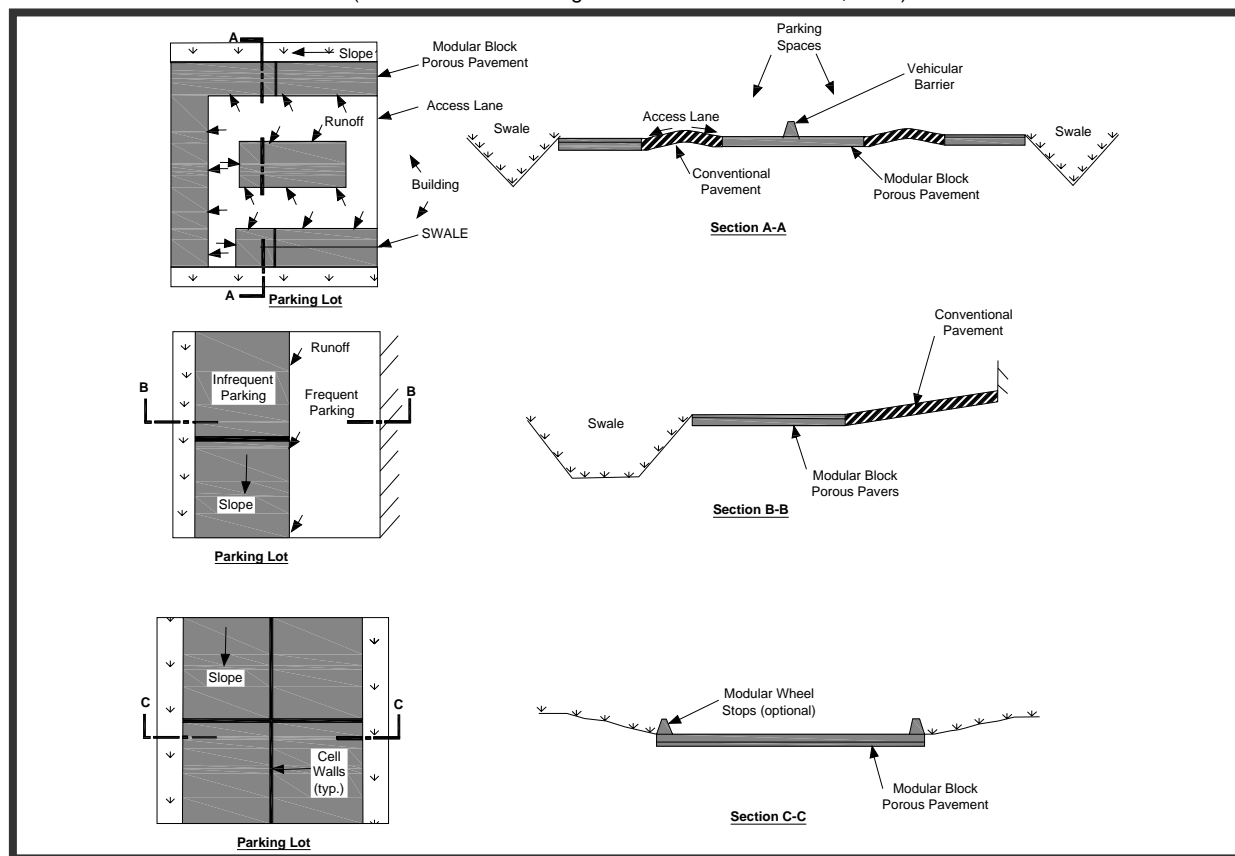 A
Slope
Modular Block
Porous Pavement
Access Lane
Runoff
Building
SWALE
A
Parking Lot
Parking
Spaces
Vehicular
Barrier
Swale
Access Lane
Swale
Conventional
Pavement
Modular Block
Porous Pavement
Section A-A
Runoff
Infrequent
Parking
Frequent
Parking
B
B
Slope
Parking Lot
Conventional
Pavement
Swale
Modular Block
Porous Pavers
Section B-B
Slope
C
C
Cell
Walls
(typ.)
Parking Lot
Modular Wheel
Stops (optional)
Modular Block
Porous Pavement
Section C-C